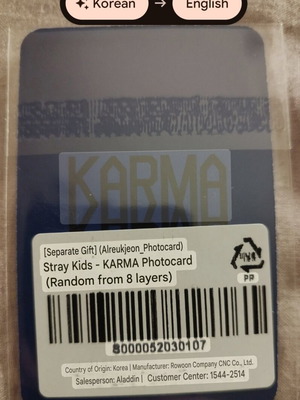 Korean → English
KARMA
[Separate Gift] (Alreukjeon_Photocard)
Stray Kids - KARMA Photocard
(Random from 8 layers)
PP
8000052030107
Country of Origin: Korea | Manufacturer: Rowoon Company CNC Co., Ltd.
Salesperson: Aladdin | Customer Center: 1544-2514